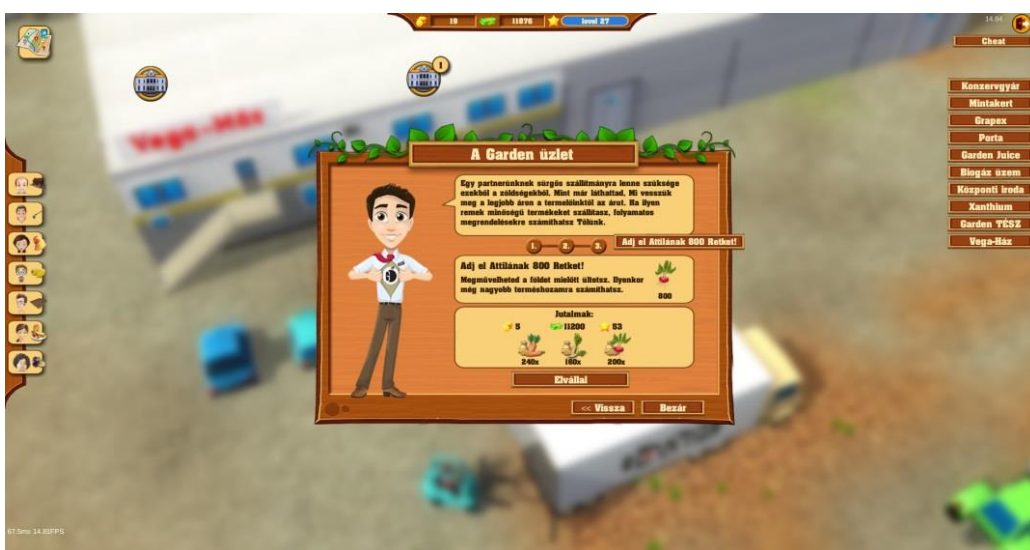 18
11876
level 27
14.84
Cheat
1
Vega-Ház
Konzervgyár
Mintakert
Grapex
Porta
Garden Juice
Biogáz üzem
Központi iroda
Xanthium
Garden TÉSZ
Vega-Ház
A Garden üzlet
Egy partnerünknek sürgős szállítmányra lenne szüksége
ezekből a zöldségekből. Mint már láthattad, Mi vesszük
meg a legjobb áron a termelőinktől az árut. Ha ilyen
remek minőségű termékeket szállítasz, folyamatos
megrendelésekre számíthatsz Tőlünk.
1. 2. 3.
Adj el Attilának 800 Retket!
Adj el Attilának 800 Retket!
Megművelheted a földet mielőtt ültetsz. Ilyenkor
még nagyobb terméshozamra számíthatsz.
800
Jutalmak:
5 11200 53
240x 160x 200x
Elvállal
<< Vissza Bezár
67.5ms 14.81FPS